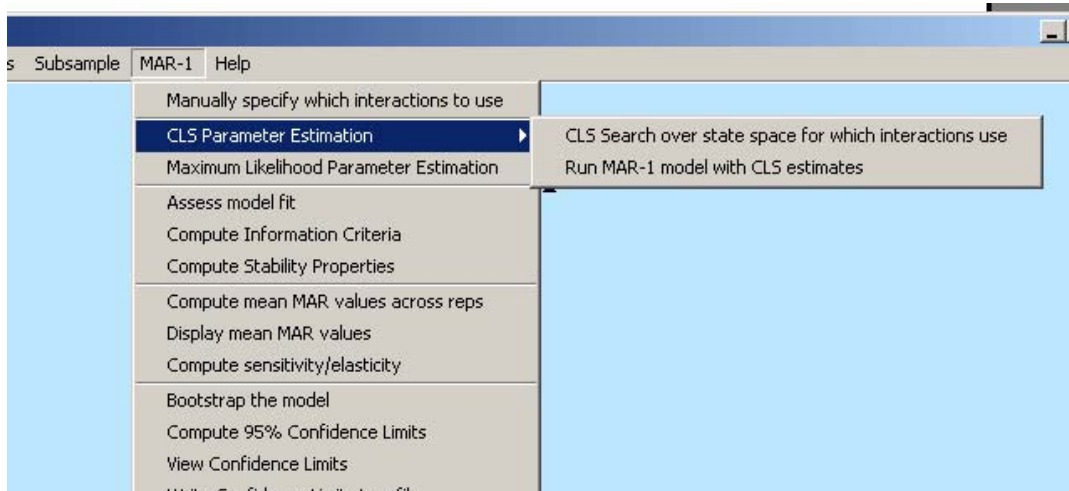 s Subsample MAR-1 Help
Manually specify which interactions to use
CLS Parameter Estimation
CLS Search over state space for which interactions use
Maximum Likelihood Parameter Estimation
Run MAR-1 model with CLS estimates
Assess model fit
Compute Information Criteria
Compute Stability Properties
Compute mean MAR values across reps
Display mean MAR values
Compute sensitivity/elasticity
Bootstrap the model
Compute 95% Confidence Limits
View Confidence Limits